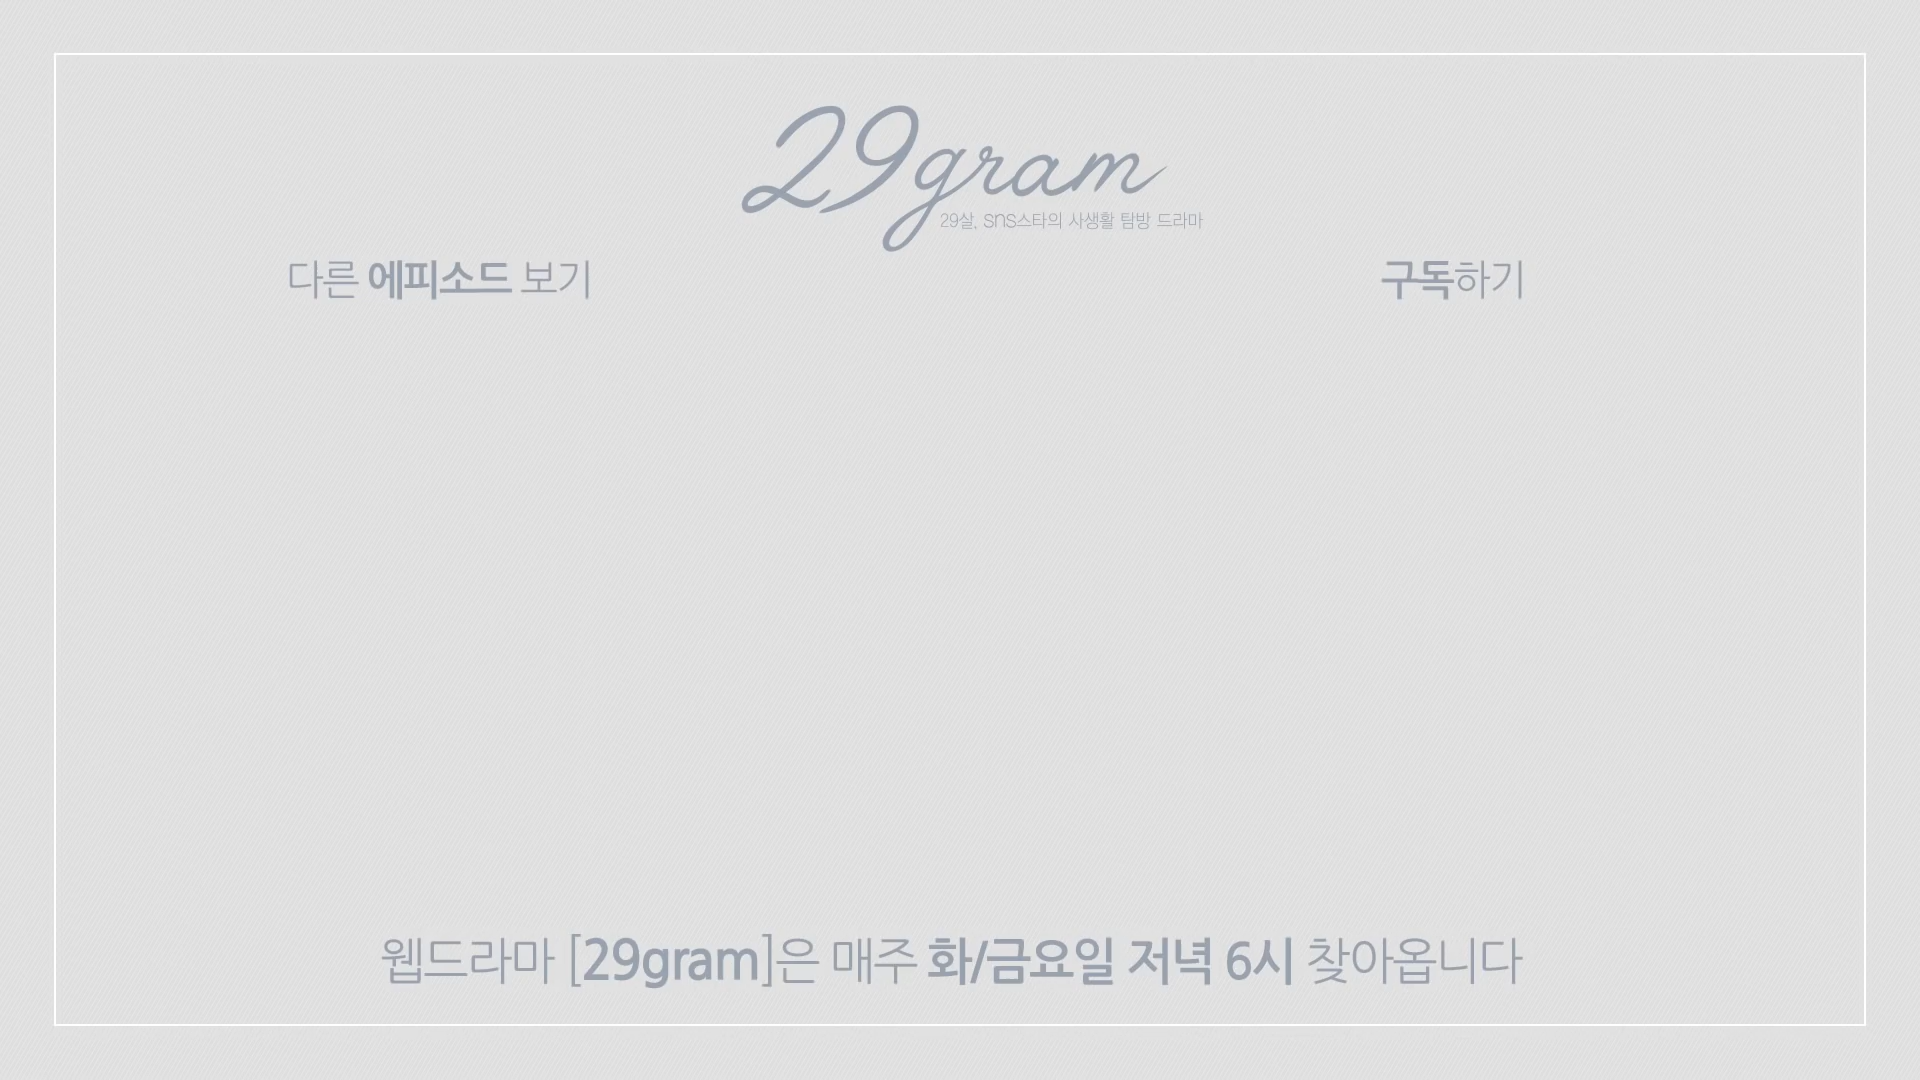 29gram
29살, sns스타의 사생활 탐방 드라마
다른 에피소드 보기
구독하기
웹드라마 [29gram]은 매주 화/금요일 저녁 6시 찾아옵니다